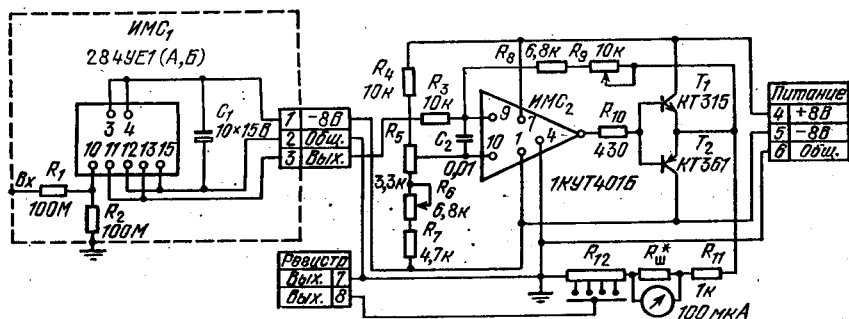 ИМС1
284УЕ1 (А,Б)
3 4
C1
10×15В
10 11 12 13 15
Вх
R1
100М
R2
100М
1 -8В
2 Общ.
3 Вых.
R4
10к
R3
10к
R5
3,3к
R6
6,8к
R7
4,7к
C2
0,01
R8
6,8к
R9
10к
9
10
7
1
4
ИМС2
1КУТ401Б
R10
430
T1
КТ315
T2
КТ361
Питание
4 +8В
5 -8В
6 Общ.
Регистр
Вых. 7
Вых. 8
R12
Rш*
R11
1к
100 мкА